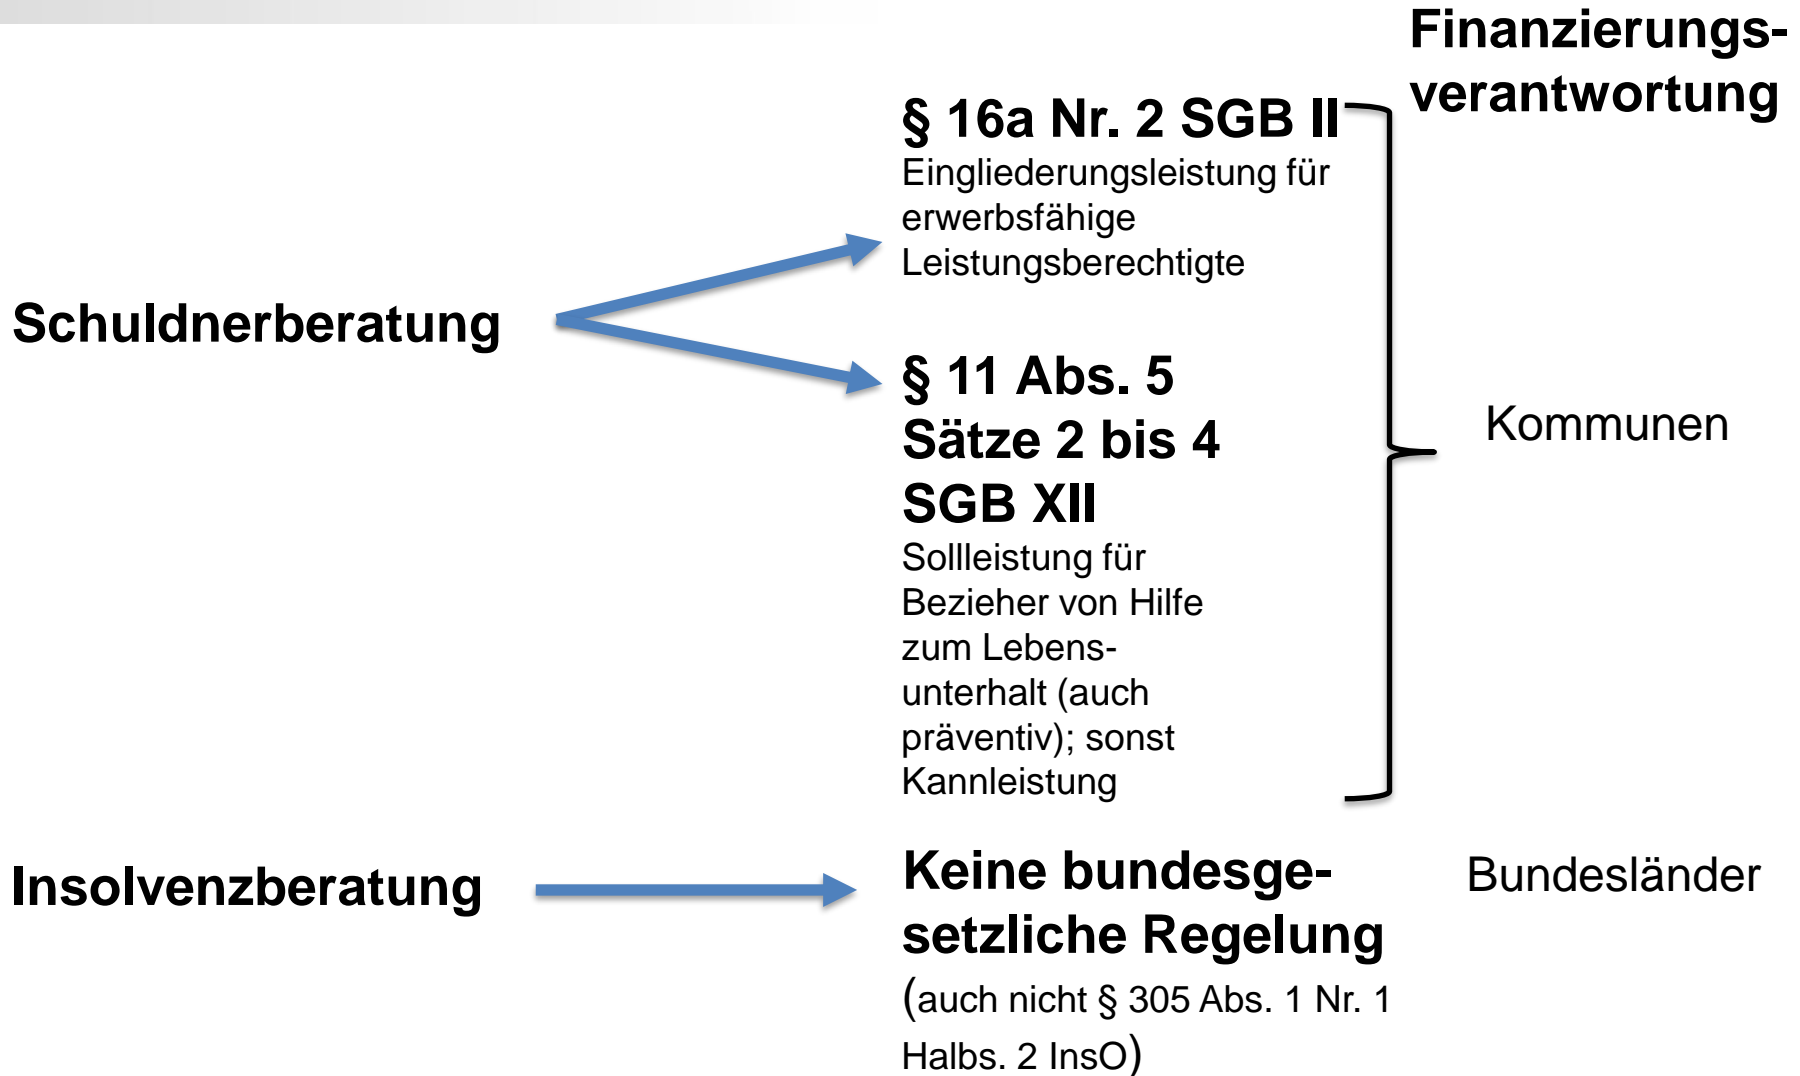 Finanzierungs-
verantwortung
§ 16a Nr. 2 SGB II
Eingliederungsleistung für
erwerbsfähige
Leistungsberechtigte
Schuldnerberatung
§ 11 Abs. 5
Sätze 2 bis 4
SGB XII
Sollleistung für
Bezieher von Hilfe
zum Lebens-
unterhalt (auch
präventiv); sonst
Kannleistung
Kommunen
Insolvenzberatung
Keine bundesge-
setzliche Regelung
(auch nicht § 305 Abs. 1 Nr. 1
Halbs. 2 InsO)
Bundesländer